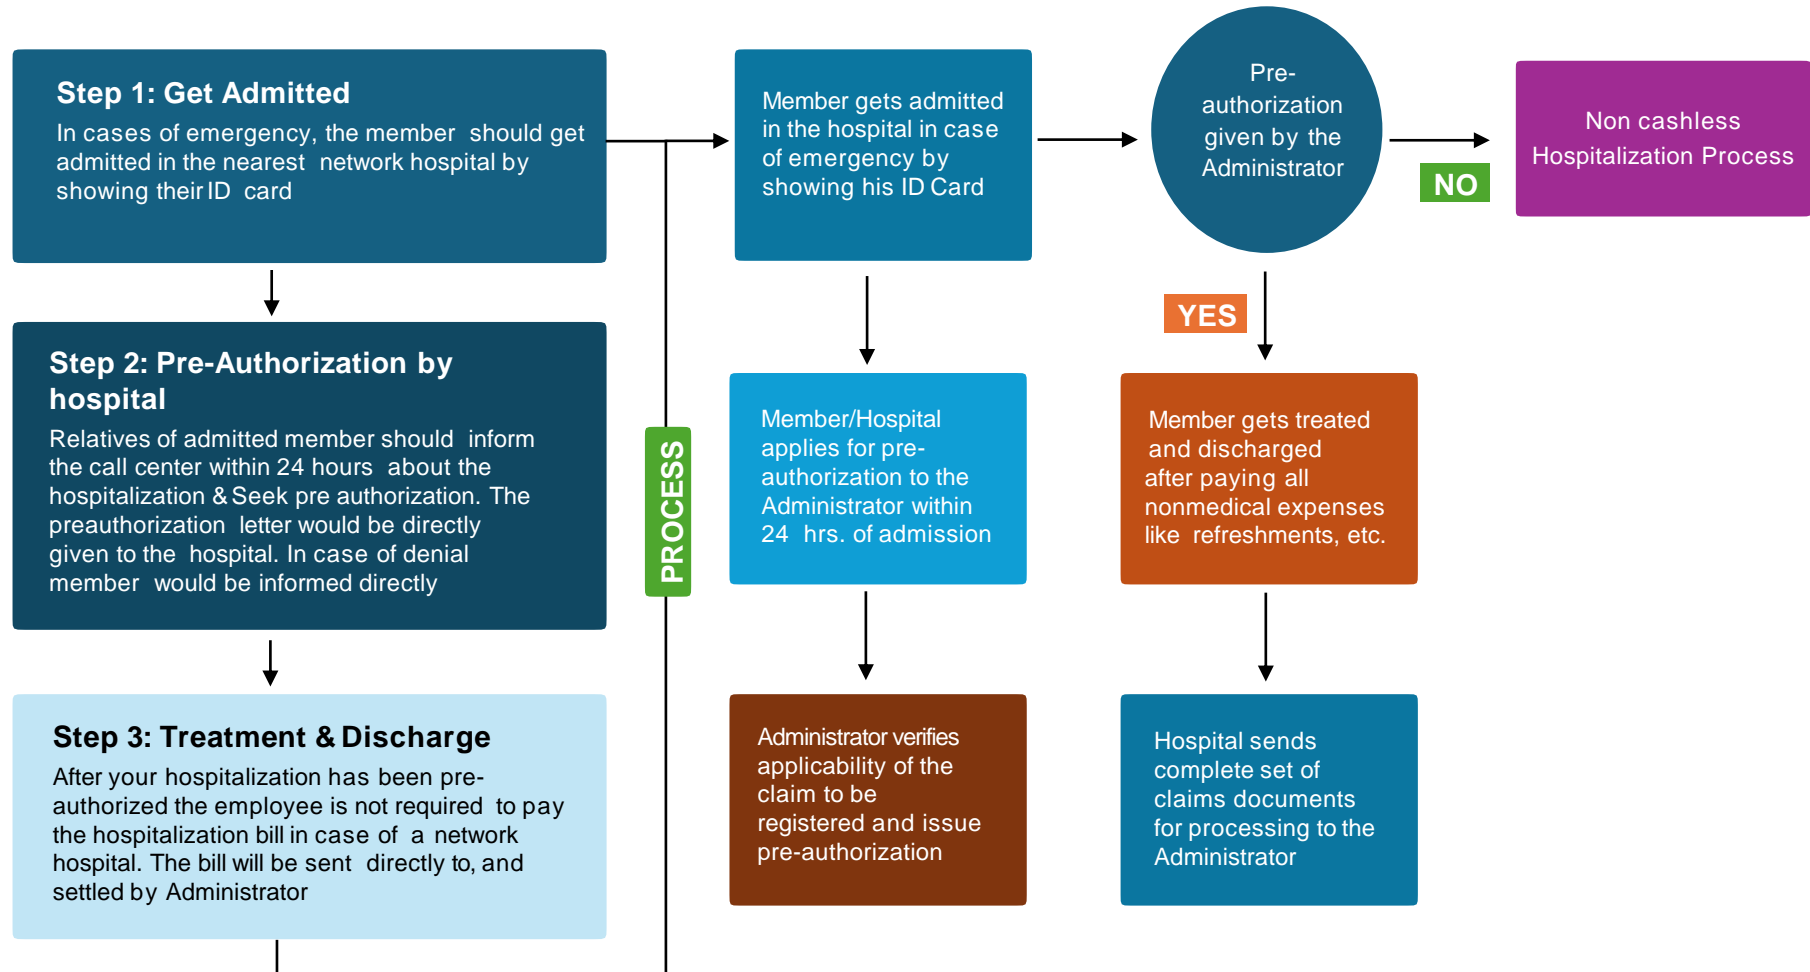 Step 1: Get Admitted
In cases of emergency, the member should get
admitted in the nearest network hospital by
showing their ID card
Step 2: Pre-Authorization by
hospital
Relatives of admitted member should inform
the call center within 24 hours about the
hospitalization & Seek pre authorization. The
preauthorization letter would be directly
given to the hospital. In case of denial
member would be informed directly
Step 3: Treatment & Discharge
After your hospitalization has been pre-
authorized the employee is not required to pay
the hospitalization bill in case of a network
hospital. The bill will be sent directly to, and
settled by Administrator
PROCESS
Member gets admitted
in the hospital in case
of emergency by
showing his ID Card
Member/Hospital
applies for pre-
authorization to the
Administrator within
24 hrs. of admission
Administrator verifies
applicability of the
claim to be
registered and issue
pre-authorization
Pre-
authorization
given by the
Administrator
NO
Non cashless
Hospitalization Process
YES
Member gets treated
and discharged
after paying all
nonmedical expenses
like refreshments, etc.
Hospital sends
complete set of
claims documents
for processing to the
Administrator